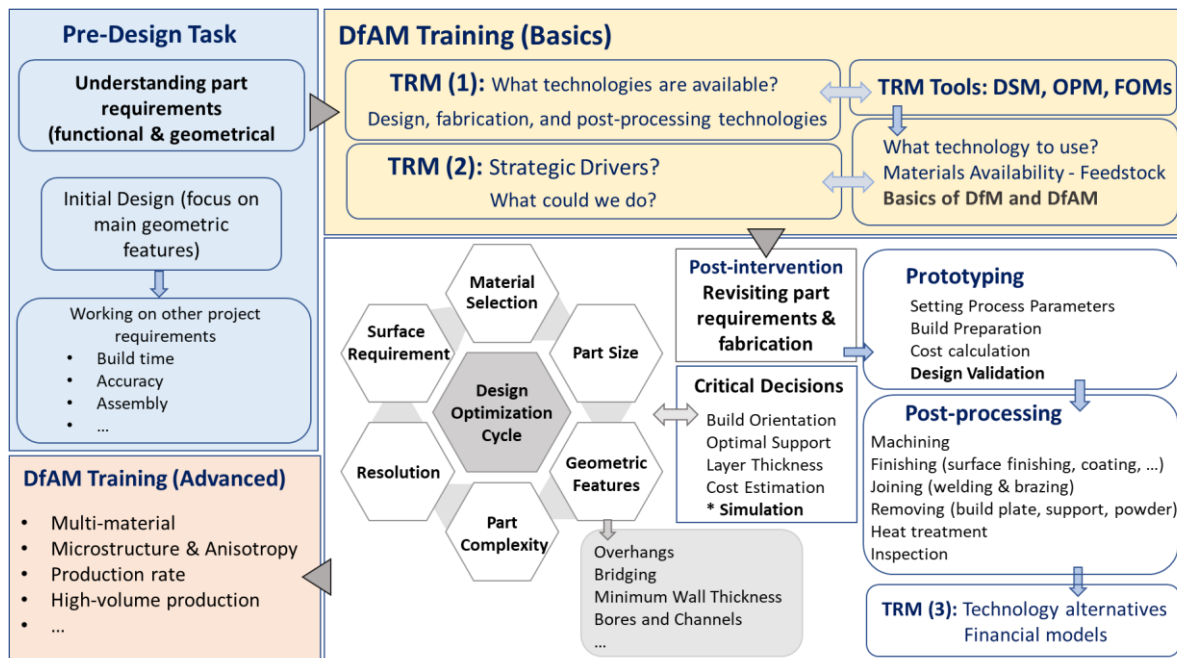 Pre-Design Task
Understanding part
requirements
(functional & geometrical
Initial Design (focus on
main geometric
features)
Working on other project
requirements
• Build time
• Accuracy
• Assembly
• ...
DfAM Training (Basics)
TRM (1): What technologies are available?
Design, fabrication, and post-processing technologies
TRM Tools: DSM, OPM, FOMs
TRM (2): Strategic Drivers?
What could we do?
What technology to use?
Materials Availability - Feedstock
Basics of DfM and DfAM
Post-intervention
Revisiting part
requirements &
fabrication
Material
Selection
Surface
Requirement
Part Size
Design
Optimization
Cycle
Resolution
Geometric
Features
Part
Complexity
Critical Decisions
Build Orientation
Optimal Support
Layer Thickness
Cost Estimation
* Simulation
Overhangs
Bridging
Minimum Wall Thickness
Bores and Channels
...
Prototyping
Setting Process Parameters
Build Preparation
Cost calculation
Design Validation
Post-processing
Machining
Finishing (surface finishing, coating, ...)
Joining (welding & brazing)
Removing (build plate, support, powder)
Heat treatment
Inspection
TRM (3): Technology alternatives
Financial models
DfAM Training (Advanced)
• Multi-material
• Microstructure & Anisotropy
• Production rate
• High-volume production
• ...